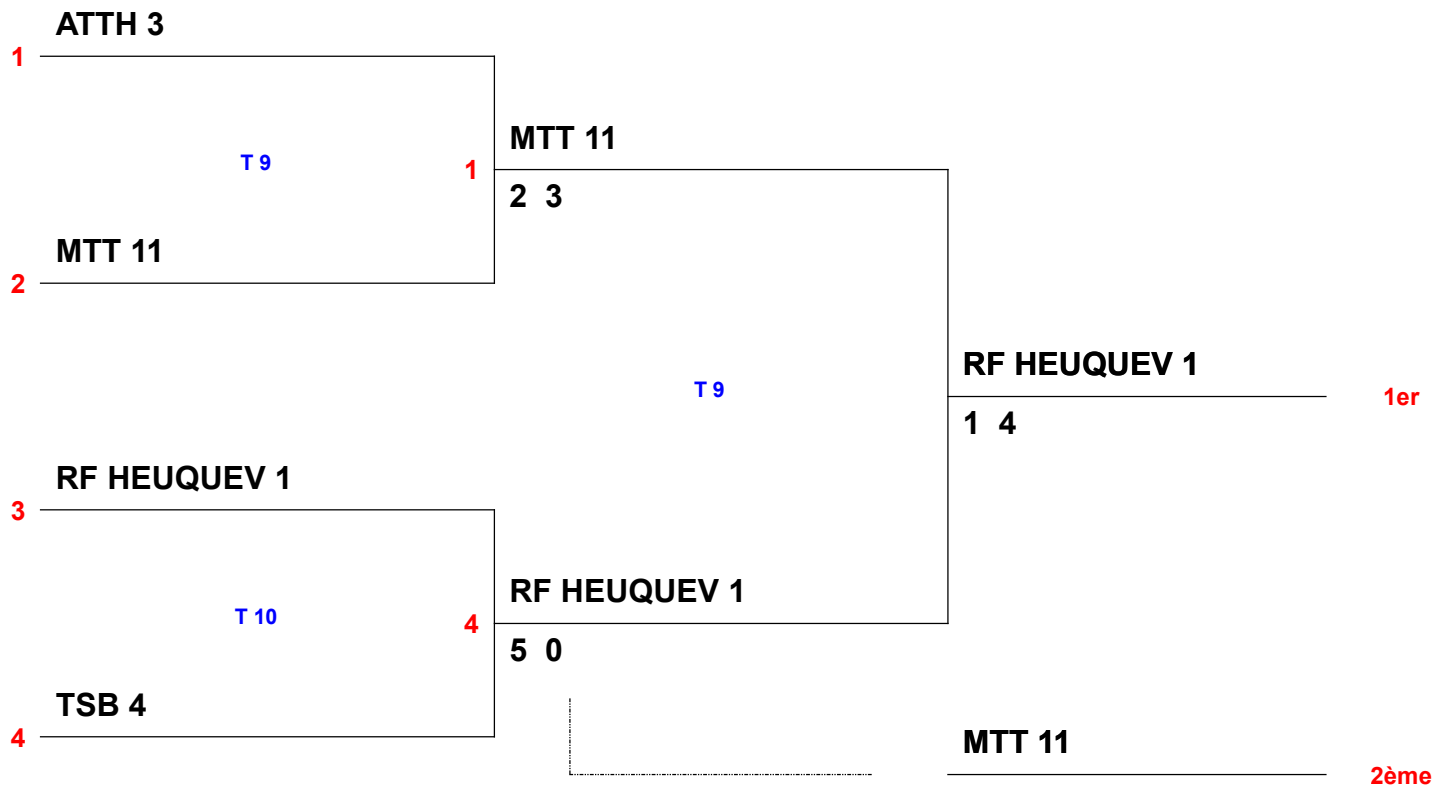 ATTH 3
1
T 9
MTT 11
1
2 3
MTT 11
2
T 9
RF HEUQUEV 1
1er
1 4
RF HEUQUEV 1
3
T 10
RF HEUQUEV 1
4
5 0
TSB 4
4
MTT 11
2ème